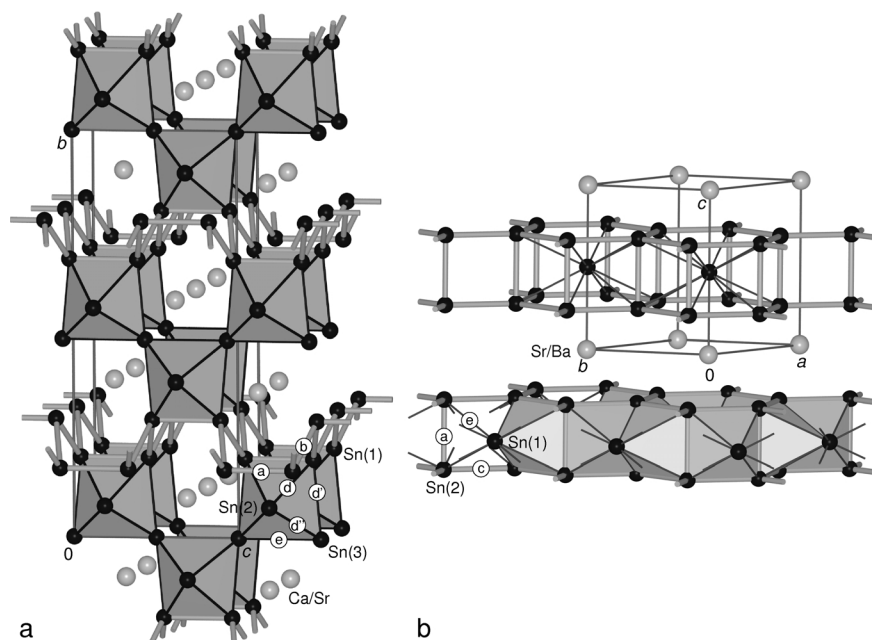 b
a
b
Sn(1)
a
d
d'
Sn(2)
d''
0
c
e
Sn(3)
Ca/Sr
a
c
Sr/Ba
b
0
a
e
a
Sn(1)
c
Sn(2)
b